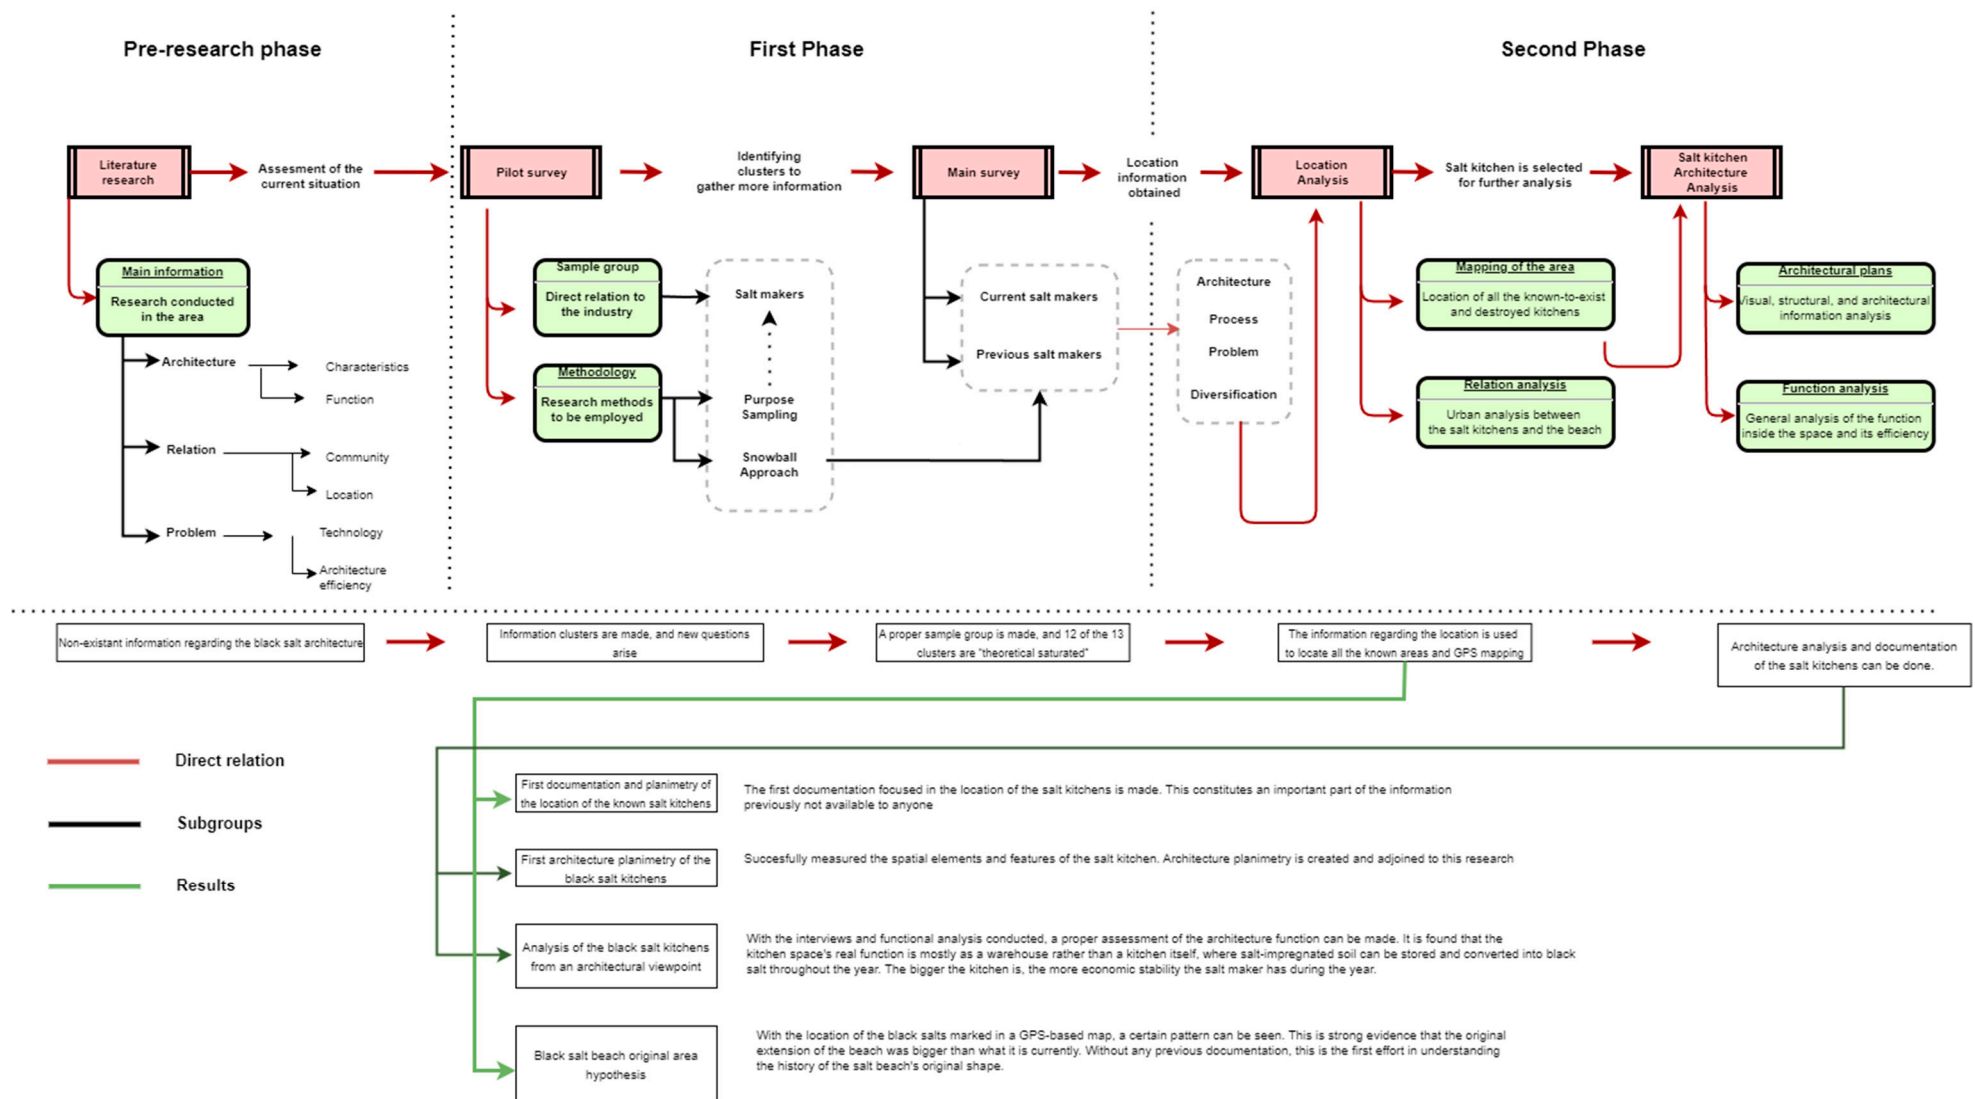 Pre-research phase
First Phase
Second Phase
Literature
research
Assesment of the
current situation
Pilot survey
Identifying
clusters to
gather more information
Main survey
Location
information
obtained
Location
Analysis
Salt kitchen is selected
for further analysis
Salt kitchen
Architecture
Analysis
Main information
Research conducted
in the area
Architecture
Characteristics
Function
Relation
Community
Location
Problem
Technology
Architecture
efficiency
Sample group
Direct relation to
the industry
Methodology
Research methods
to be employed
Salt makers
Purpose
Sampling
Snowball
Approach
Current salt makers
Previous salt makers
Architecture
Process
Problem
Diversification
Mapping of the area
Location of all the known-to-exist
and destroyed kitchens
Relation analysis
Urban analysis between
the salt kitchens and the beach
Architectural plans
Visual, structural, and architectural
information analysis
Function analysis
General analysis of the function
inside the space and its efficiency
Non-existant information regarding the black salt architecture
Information clusters are made, and new questions
arise
A proper sample group is made, and 12 of the 13
clusters are "theoretical saturated"
The information regarding the location is used
to locate all the known areas and GPS mapping
Architecture analysis and documentation
of the salt kitchens can be done.
Direct relation
Subgroups
Results
First documentation and planimetry of
the location of the known salt kitchens
The first documentation focused in the location of the salt kitchens is made. This constitutes an important part of the information
previously not available to anyone
First architecture planimetry of the
black salt kitchens
Succesfully measured the spatial elements and features of the salt kitchen. Architecture planimetry is created and adjoined to this research
Analysis of the black salt kitchens
from an architectural viewpoint
With the interviews and functional analysis conducted, a proper assessment of the architecture function can be made. It is found that the
kitchen space's real function is mostly as a warehouse rather than a kitchen itself, where salt-impregnated soil can be stored and converted into black
salt throughout the year. The bigger the kitchen is, the more economic stability the salt maker has during the year.
Black salt beach original area
hypothesis
With the location of the black salts marked in a GPS-based map, a certain pattern can be seen. This is strong evidence that the original
extension of the beach was bigger than what it is currently. Without any previous documentation, this is the first effort in understanding
the history of the salt beach's original shape.